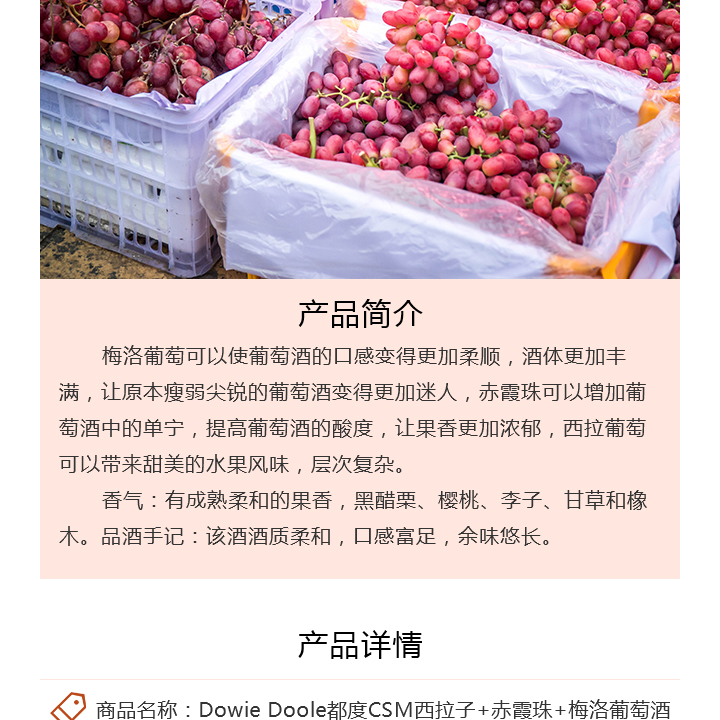 产品简介
梅洛葡萄可以使葡萄酒的口感变得更加柔顺，酒体更加丰
满，让原本瘦弱尖锐的葡萄酒变得更加迷人，赤霞珠可以增加葡
萄酒中的单宁，提高葡萄酒的酸度，让果香更加浓郁，西拉葡萄
可以带来甜美的水果风味，层次复杂。
香气：有成熟柔和的果香，黑醋栗、樱桃、李子、甘草和橡
木。品酒手记：该酒酒质柔和，口感富足，余味悠长。
产品详情
商品名称：Dowie Doole都度CSM西拉子+赤霞珠+梅洛葡萄酒